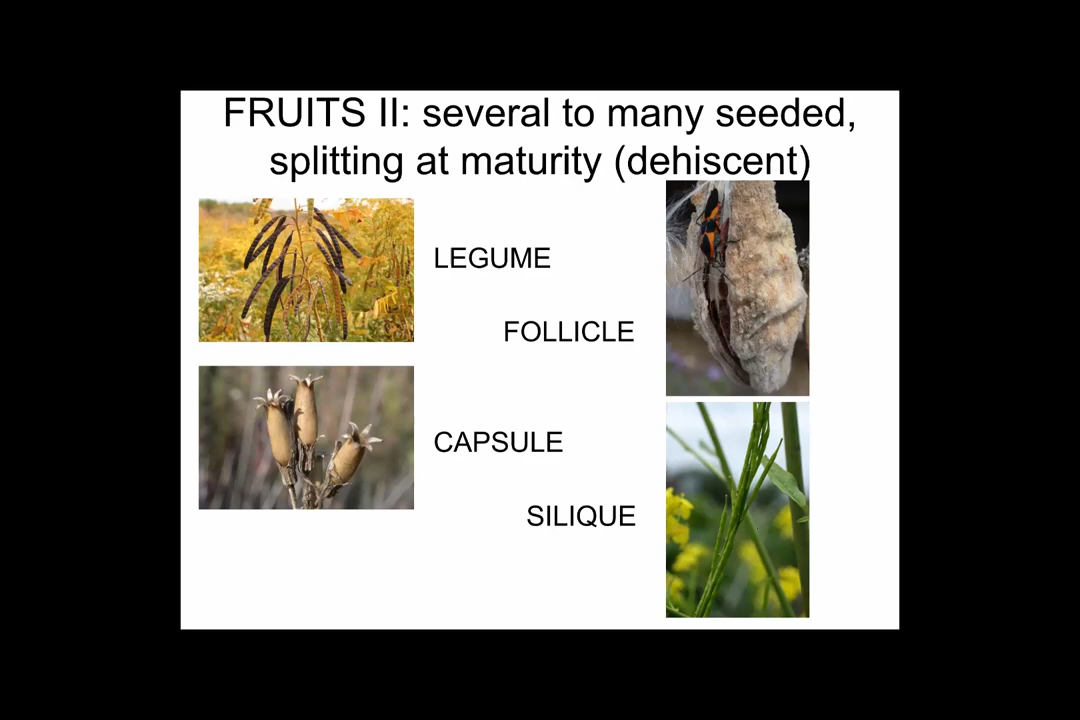 FRUITS II: several to many seeded,
splitting at maturity (dehiscent)
LEGUME
FOLLICLE
CAPSULE
SILIQUE